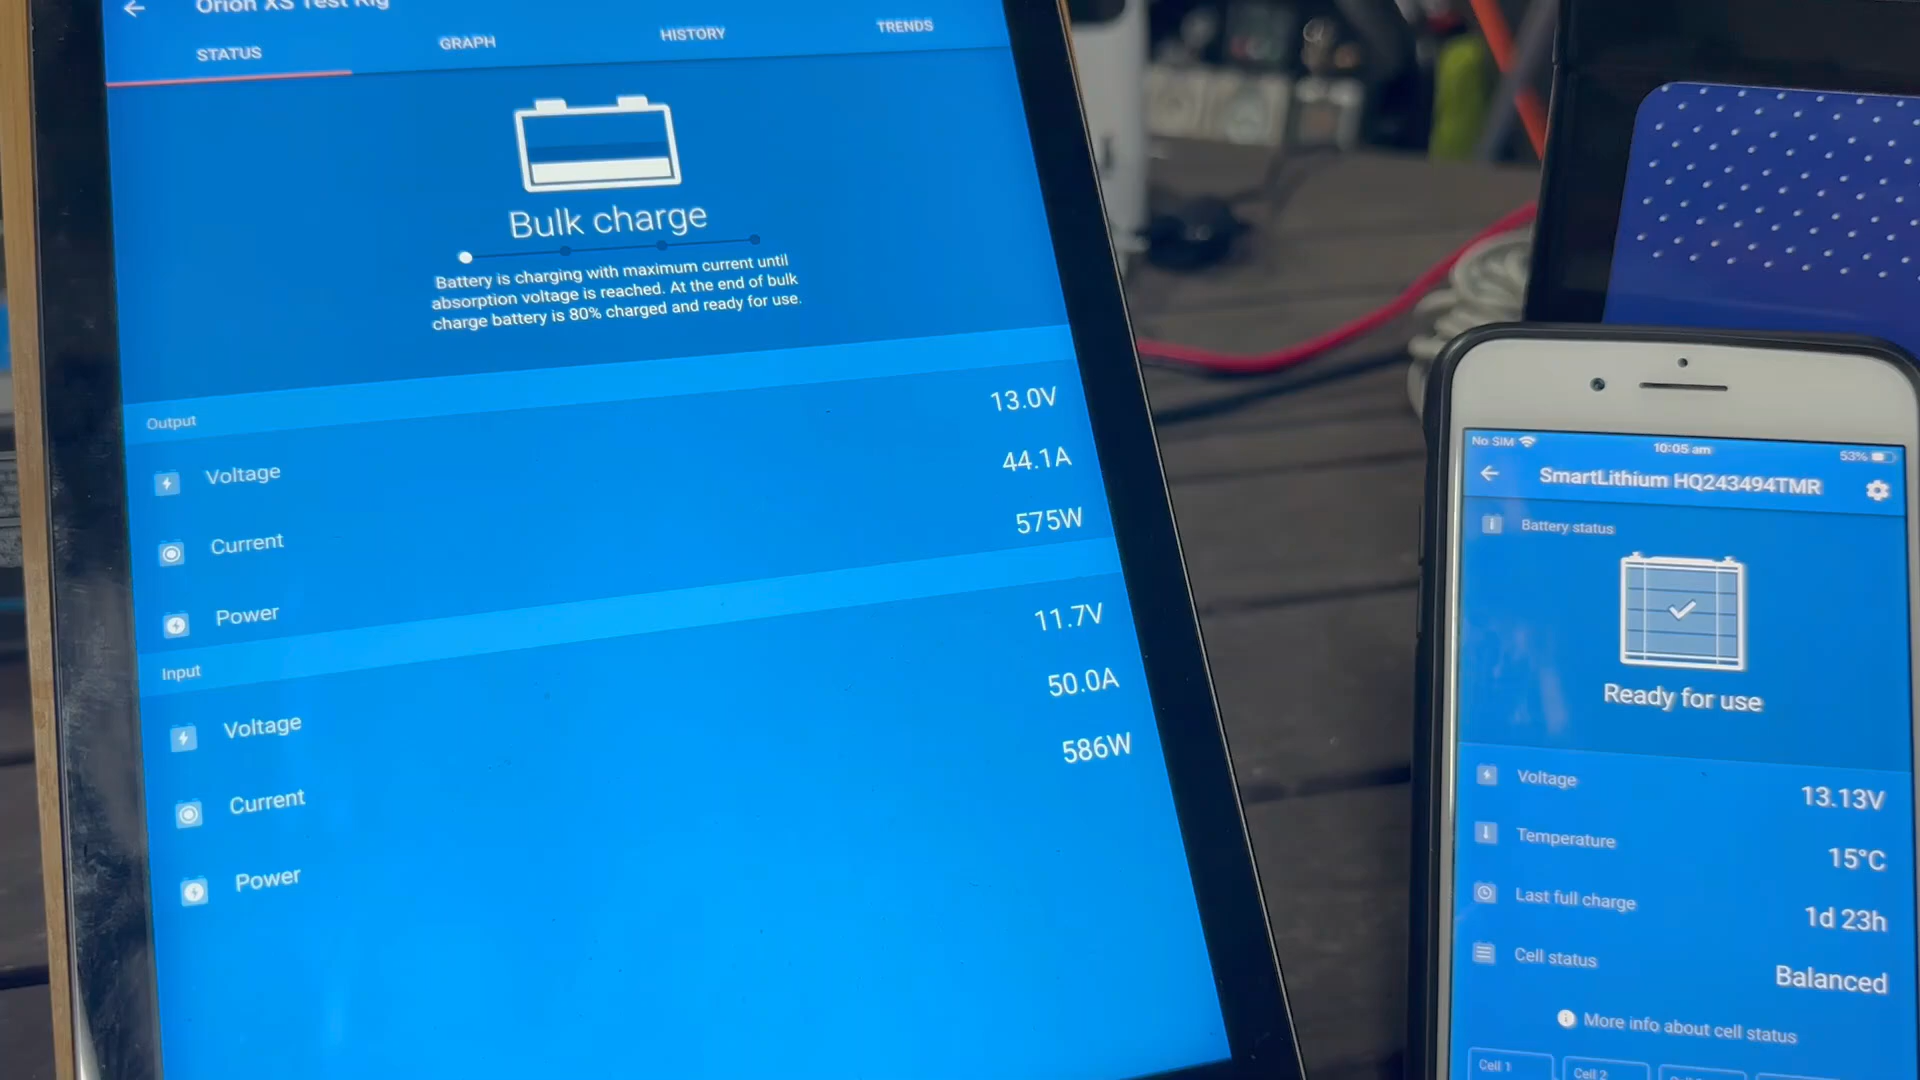 Orion XS Test Rig
STATUS
GRAPH
HISTORY
TRENDS
Bulk charge
Battery is charging with maximum current until
absorption voltage is reached. At the end of bulk
charge battery is 80% charged and ready for use.
Output
Voltage
13.0V
Current
44.1A
Power
575W
Input
Voltage
11.7V
Current
50.0A
Power
586W
No SIM
10:05 am
53%
SmartLithium HQ243494TMR
Battery status
Ready for use
Voltage
13.13V
Temperature
15°C
Last full charge
1d 23h
Cell status
Balanced
More info about cell status
Cell 1
Cell 2